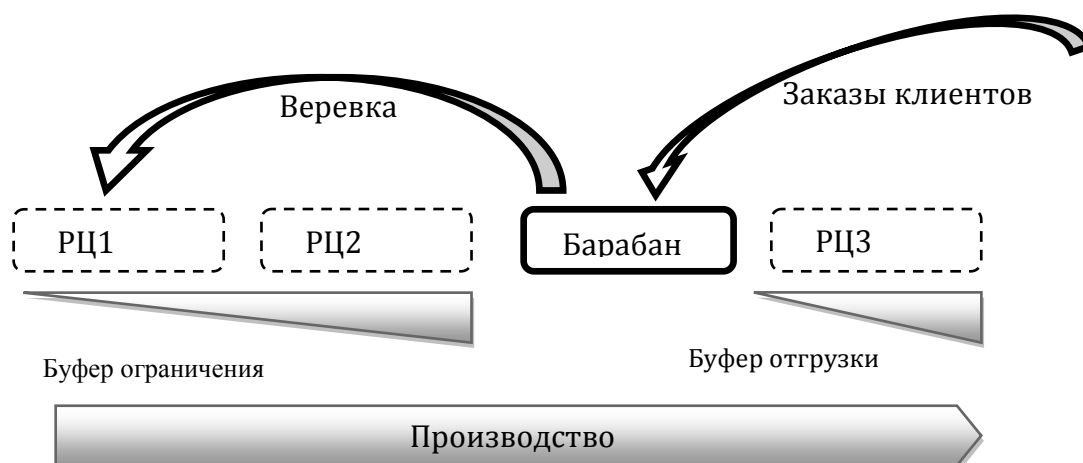 Веревка
Заказы клиентов
РЦ1
РЦ2
Барабан
РЦ3
Буфер ограничения
Буфер отгрузки
Производство